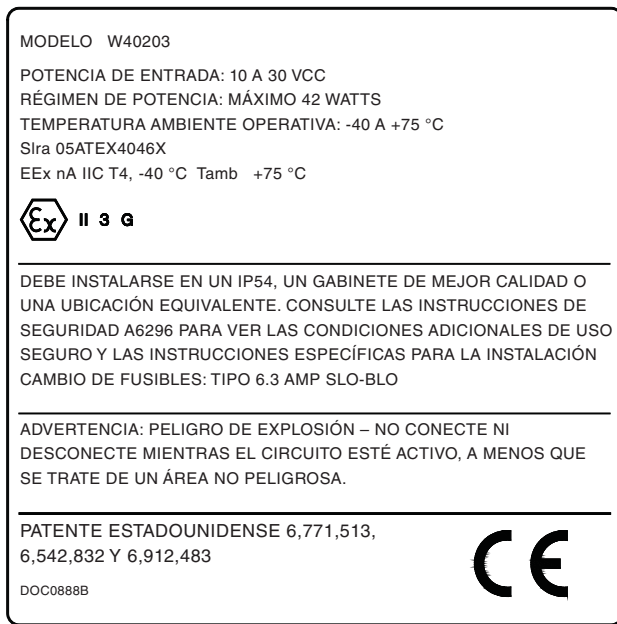 MODELO W40203
POTENCIA DE ENTRADA: 10 A 30 VCC
RÉGIMEN DE POTENCIA: MÁXIMO 42 WATTS
TEMPERATURA AMBIENTE OPERATIVA: -40 A +75 °C
SIra 05ATEX4046X
EEx nA IIC T4, -40 °C Tamb +75 °C
Ex II 3 G
DEBE INSTALARSE EN UN IP54, UN GABINETE DE MEJOR CALIDAD O
UNA UBICACIÓN EQUIVALENTE. CONSULTE LAS INSTRUCCIONES DE
SEGURIDAD A6296 PARA VER LAS CONDICIONES ADICIONALES DE USO
SEGURO Y LAS INSTRUCCIONES ESPECÍFICAS PARA LA INSTALACIÓN
CAMBIO DE FUSIBLES: TIPO 6.3 AMP SLO-BLO
ADVERTENCIA: PELIGRO DE EXPLOSIÓN – NO CONECTE NI
DESCONECTE MIENTRAS EL CIRCUITO ESTÉ ACTIVO, A MENOS QUE
SE TRATE DE UN ÁREA NO PELIGROSA.
PATENTE ESTADOUNIDENSE 6,771,513,
6,542,832 Y 6,912,483
CE
DOC0888B